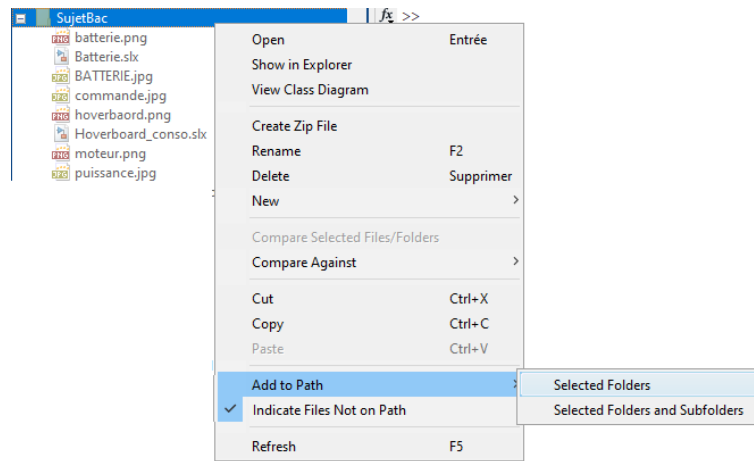 SujetBac
batterie.png
Batterie.slx
BATTERIE.jpg
commande.jpg
hoverbaord.png
Hoverboard_conso.slx
moteur.png
puissance.jpg
fx >>
Open Entrée
Show in Explorer
View Class Diagram
Create Zip File
Rename F2
Delete Supprimer
New
Compare Selected Files/Folders
Compare Against
Cut Ctrl+X
Copy Ctrl+C
Paste Ctrl+V
Add to Path
Selected Folders
Indicate Files Not on Path
Selected Folders and Subfolders
Refresh F5